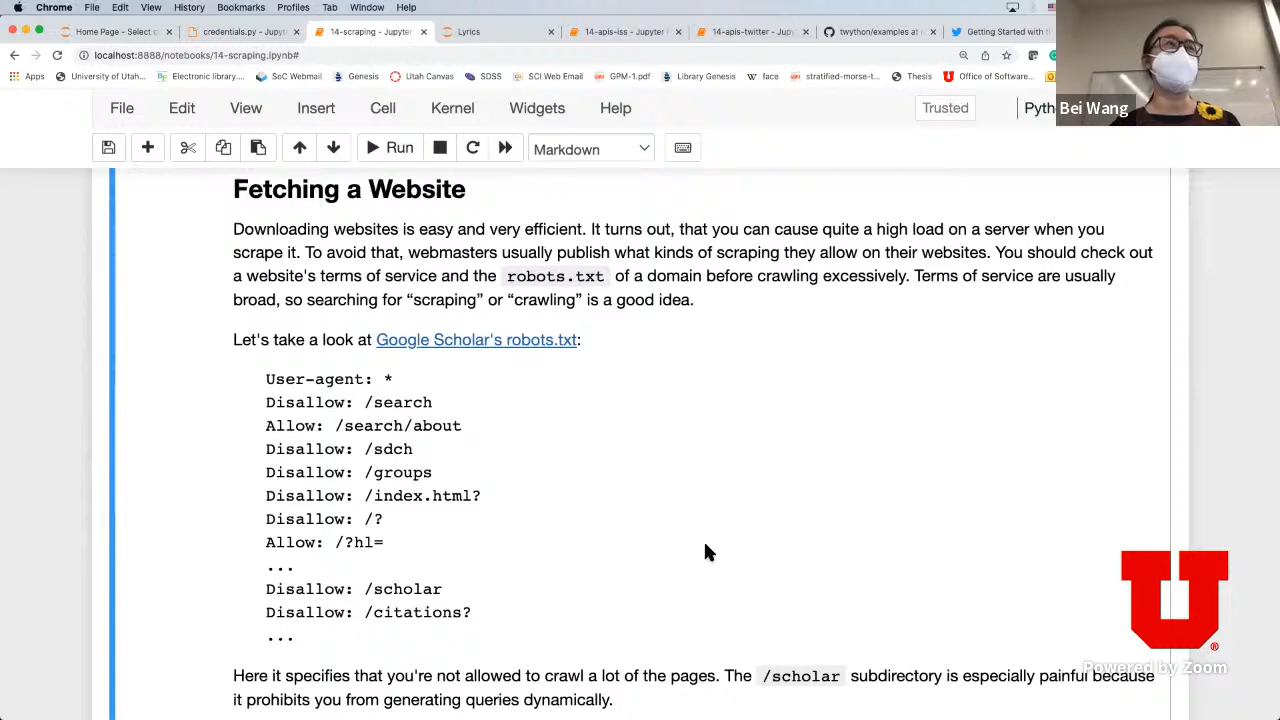 Chrome File Edit View History Bookmarks Profiles Tab Window Help
Home Page - Select o credentials.py - Jupyter 14-scraping - Jupyter Lyrics 14-apis-iss - Jupyter 14-apis-twitter - Jupyter twython/examples at Getting Started with
localhost:8888/notebooks/14-scraping.ipynb#
Apps University of Utah... Electronic library... SoC Webmail Genesis Utah Canvas SDSS SCI Web Email GPM-1.pdf Library Genesis face stratified-morse-t... Thesis Office of Software...
File Edit View Insert Cell Kernel Widgets Help Trusted
Bei Wang
Run Markdown
Fetching a Website
Downloading websites is easy and very efficient. It turns out, that you can cause quite a high load on a server when you
scrape it. To avoid that, webmasters usually publish what kinds of scraping they allow on their websites. You should check out
a website's terms of service and the robots.txt of a domain before crawling excessively. Terms of service are usually
broad, so searching for “scraping” or “crawling” is a good idea.
Let's take a look at Google Scholar's robots.txt:
User-agent: *
Disallow: /search
Allow: /search/about
Disallow: /sdch
Disallow: /groups
Disallow: /index.html?
Disallow: /?
Allow: /?hl=
...
Disallow: /scholar
Disallow: /citations?
...
U
Powered by Zoom
Here it specifies that you're not allowed to crawl a lot of the pages. The /scholar subdirectory is especially painful because
it prohibits you from generating queries dynamically.